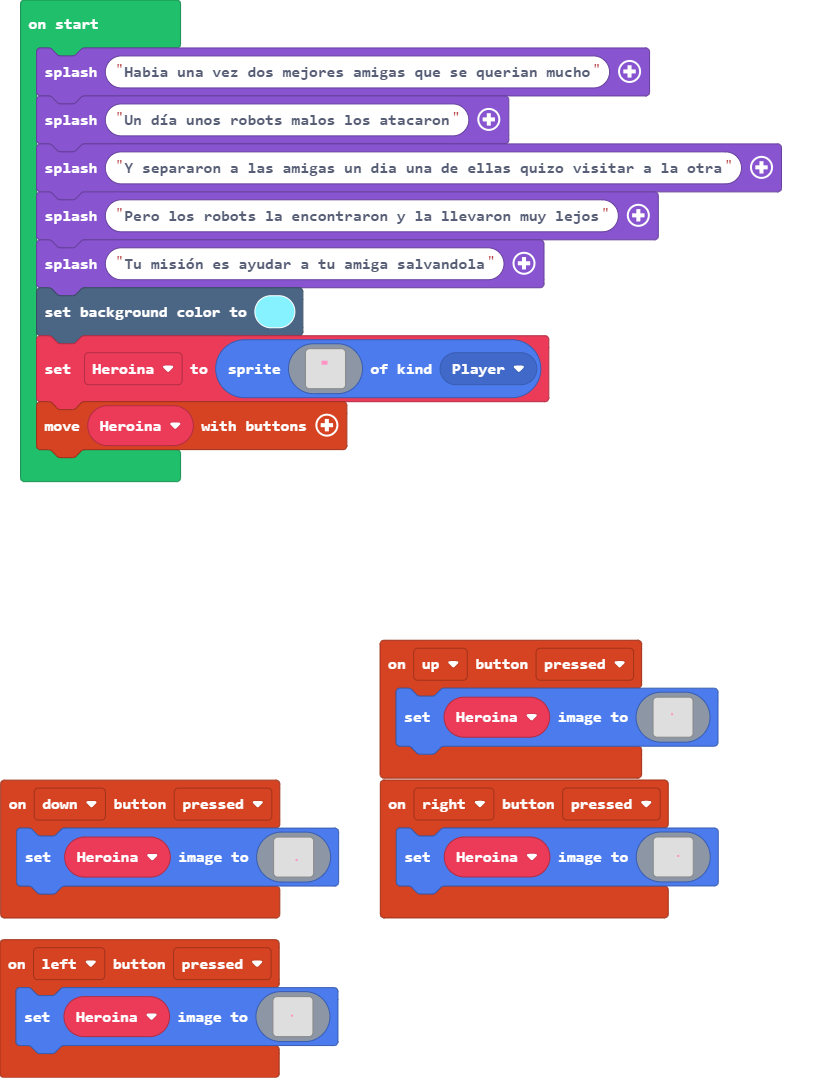 on start
splash "Habia una vez dos mejores amigas que se querian mucho"
splash "Un día unos robots malos los atacaron"
splash "Y separaron a las amigas un dia una de ellas quizo visitar a la otra"
splash "Pero los robots la encontraron y la llevaron muy lejos"
splash "Tu misión es ayudar a tu amiga salvandola"
set background color to
set Heroina to sprite of kind Player
move Heroina with buttons
on up button pressed
set Heroina image to
on down button pressed
set Heroina image to
on right button pressed
set Heroina image to
on left button pressed
set Heroina image to